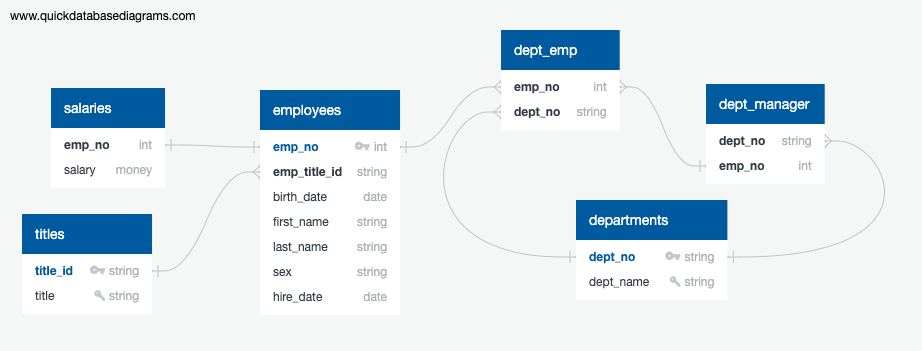 www.quickdatabasediagrams.com
salaries
emp_no int
salary money
titles
title_id string
title string
employees
emp_no int
emp_title_id string
birth_date date
first_name string
last_name string
sex string
hire_date date
dept_emp
emp_no int
dept_no string
dept_manager
dept_no string
emp_no int
departments
dept_no string
dept_name string